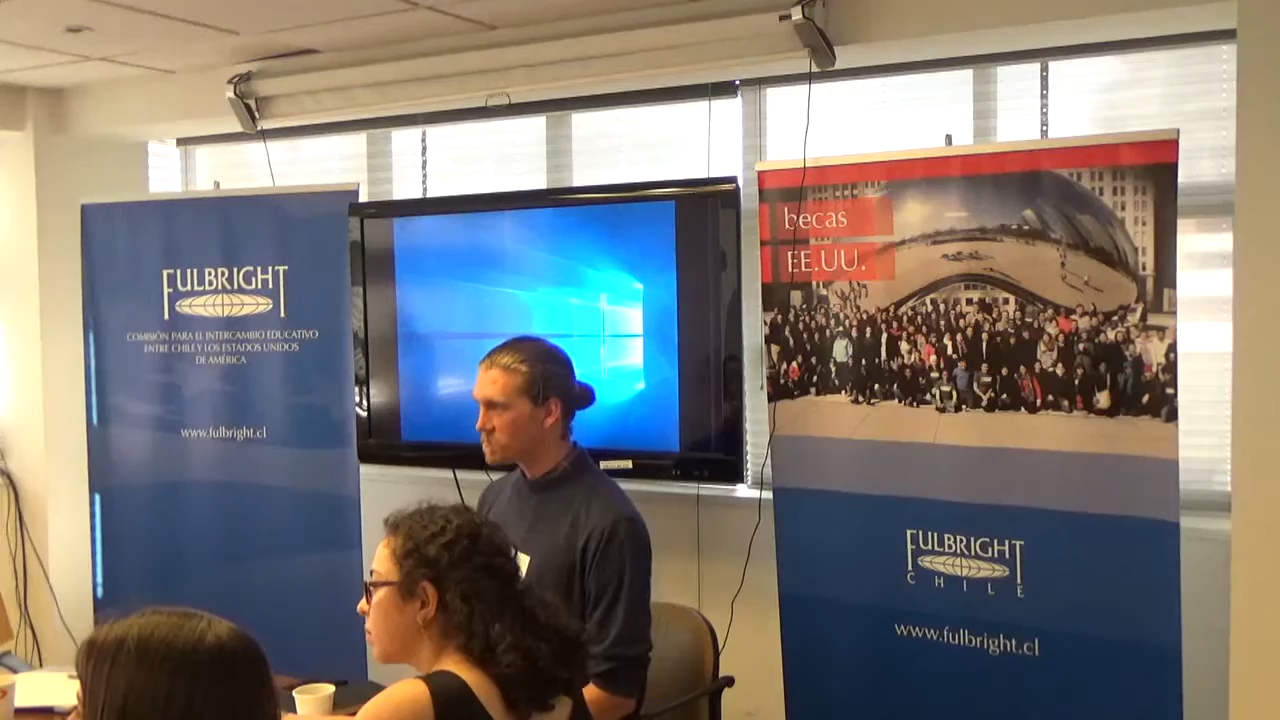 FULBRIGHT
COMISIÓN PARA EL INTERCAMBIO EDUCATIVO
ENTRE CHILE Y LOS ESTADOS UNIDOS
DE AMÉRICA
www.fulbright.cl
becas
EE.UU.
FULBRIGHT
CHILE
www.fulbright.cl